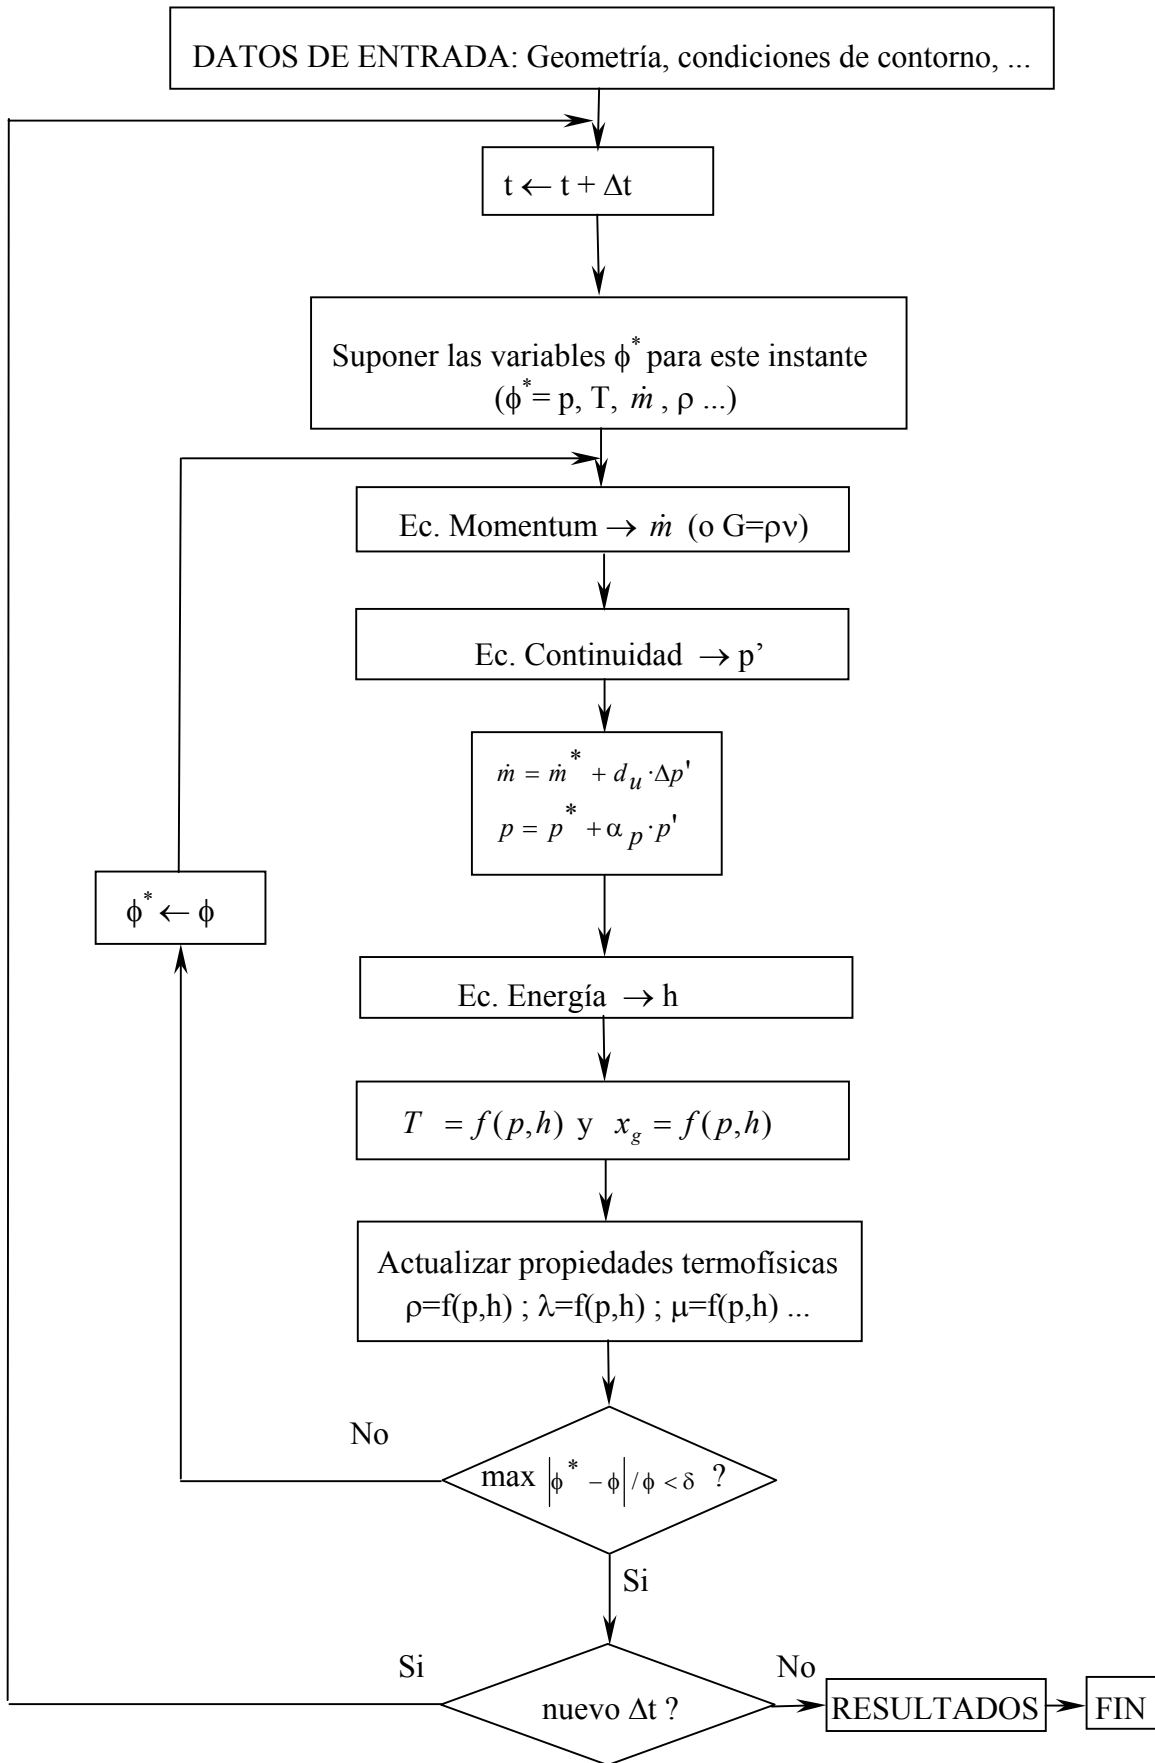 DATOS DE ENTRADA: Geometría, condiciones de contorno, ...
t ← t + Δt
Suponer las variables ϕ* para este instante
(ϕ*= p, T, ṁ , ρ ...)
Ec. Momentum → ṁ (o G=ρν)
Ec. Continuidad → p’
ṁ = ṁ* + d_u · Δp'
p = p* + α_p · p'
ϕ* ← ϕ
Ec. Energía → h
T = f(p,h) y x_g = f(p,h)
Actualizar propiedades termofísicas
ρ=f(p,h) ; λ=f(p,h) ; μ=f(p,h) ...
No
max |ϕ* − ϕ| / ϕ < δ ?
Si
Si
No
nuevo Δt ?
RESULTADOS
FIN